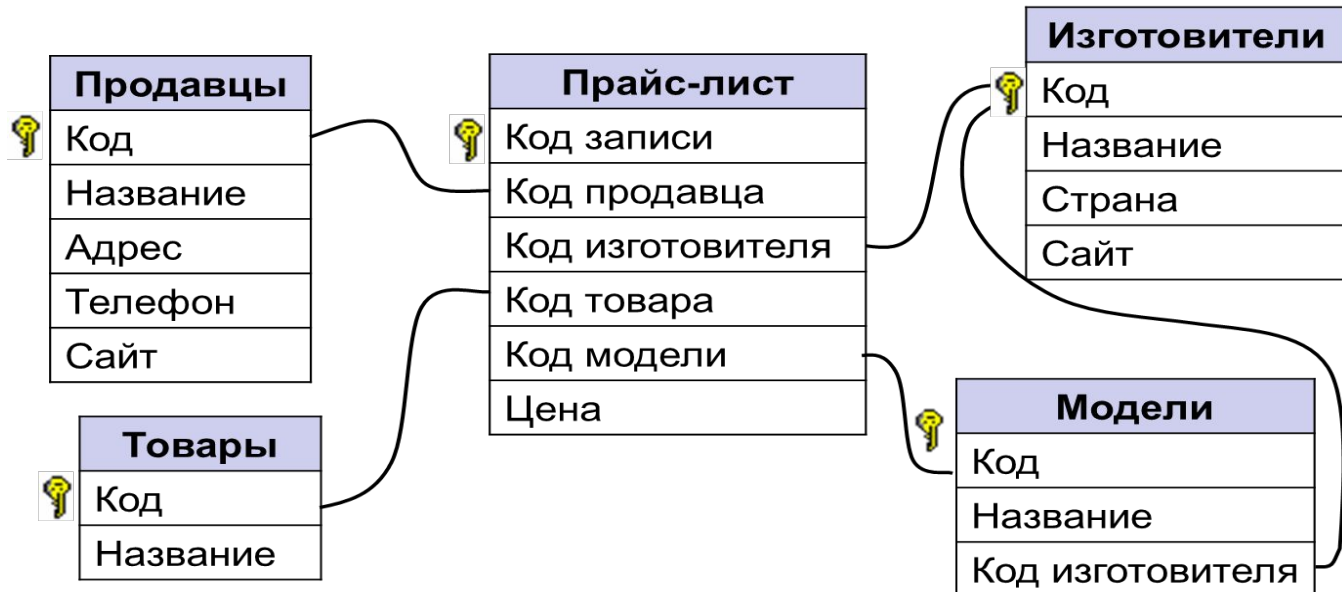 Продавцы
Код
Название
Адрес
Телефон
Сайт
Товары
Код
Название
Прайс-лист
Код записи
Код продавца
Код изготовителя
Код товара
Код модели
Цена
Изготовители
Код
Название
Страна
Сайт
Модели
Код
Название
Код изготовителя